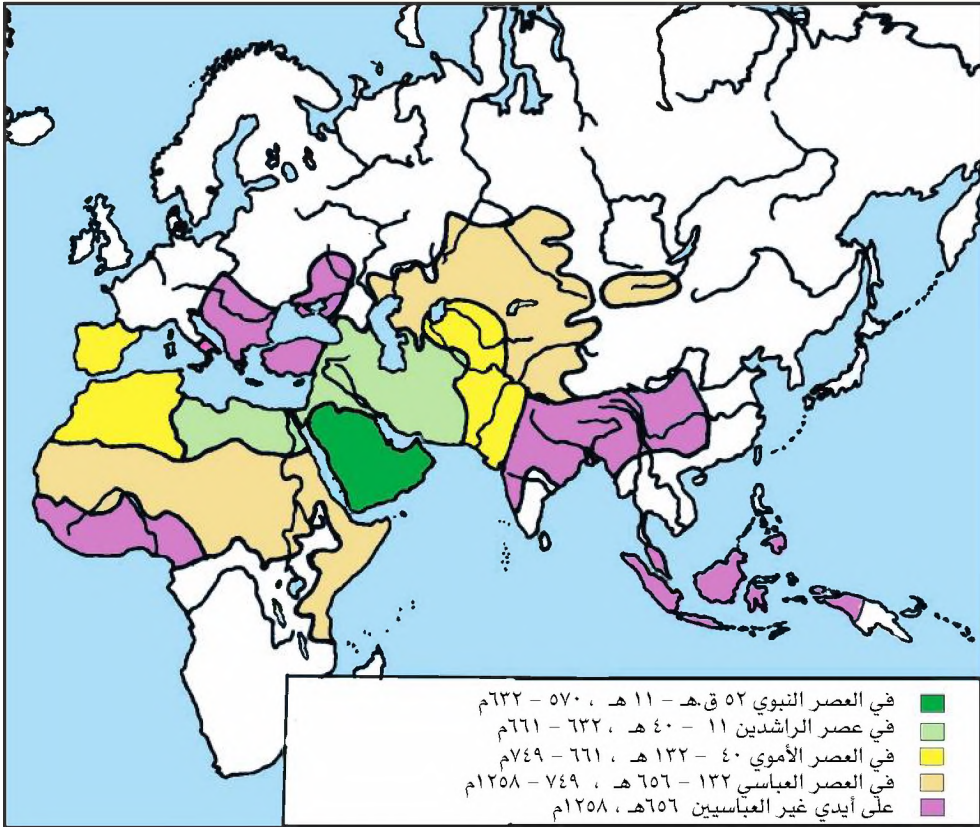 في العصر النبوي ٥٢ ق.هـ - ١١ هـ ، ٥٧٠ - ٦٣٢م
في عصر الراشدين ١١ - ٤٠ هـ ، ٦٣٢ - ٦٦١م
في العصر الأموي ٤٠ - ١٣٢ هـ ، ٦٦١ - ٧٤٩م
في العصر العباسي ١٣٢ - ٦٥٦ هـ ، ٧٤٩ - ١٢٥٨م
على أيدي غير العباسيين ٦٥٦هـ ، ١٢٥٨م